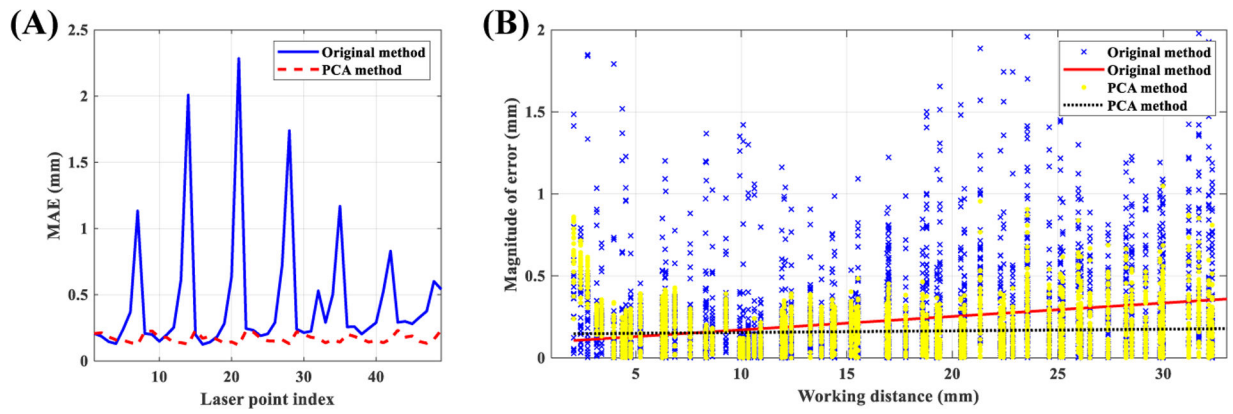 (A)
2.5
2
1.5
1
0.5
0
MAE (mm)
10
20
30
40
Laser point index
Original method
PCA method
(B)
2
1.5
1
0.5
0
Magnitude of error (mm)
5
10
15
20
25
30
Working distance (mm)
Original method
Original method
PCA method
PCA method